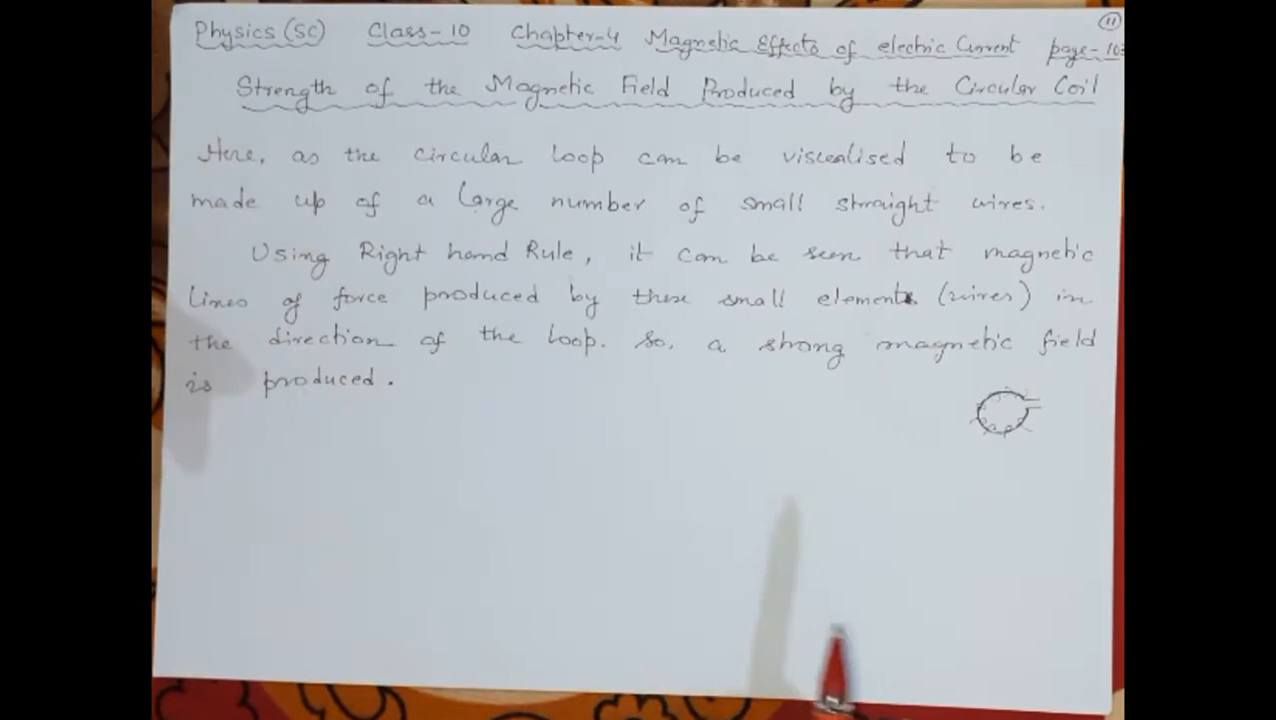 11
Physics (SC) Class-10 Chapter-4 Magnetic Effects of electric Current page-10
Strength of the Magnetic Field Produced by the Circular Coil
Here, as the circular loop can be viscealised to be
made up of a large number of small straight wires.
Using Right hand Rule, it can be seen that magnetic
lines of force produced by these small elements (wires) in
the direction of the loop. So, a strong magnetic field
is produced.